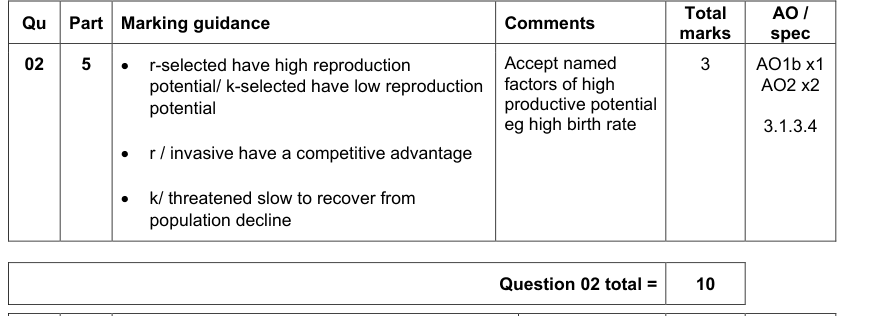 Qu Part Marking guidance Comments Total marks AO / spec
02 5
• r-selected have high reproduction
potential/ k-selected have low reproduction
potential
• r / invasive have a competitive advantage
• k/ threatened slow to recover from
population decline
Accept named
factors of high
productive potential
eg high birth rate
3
AO1b x1
AO2 x2
3.1.3.4
Question 02 total = 10